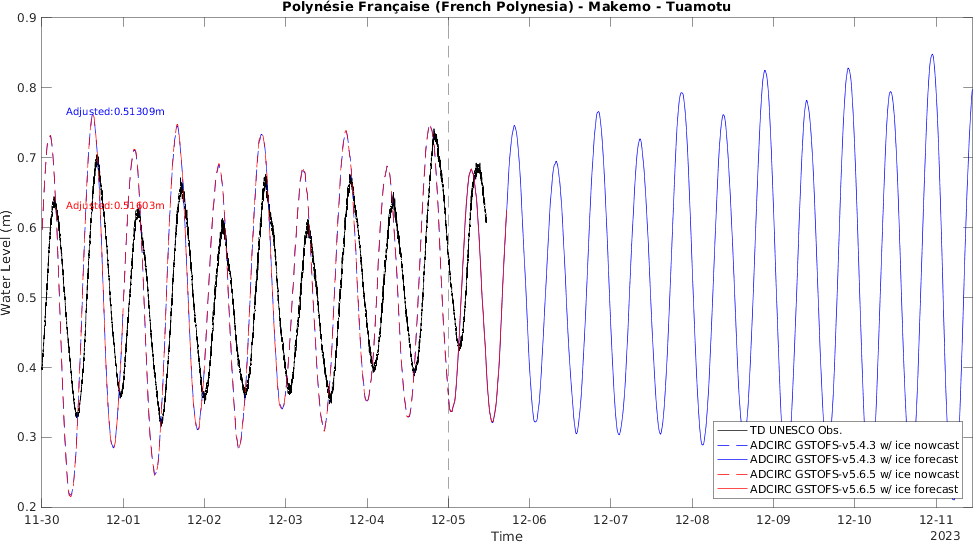 Polynésie Française (French Polynesia) - Makemo - Tuamotu
0.9
0.8
0.7
0.6
0.5
0.4
0.3
0.2
Water Level (m)
Adjusted:0.51309m
Adjusted:0.51603m
TD UNESCO Obs.
ADCIRC GSTOFS-v5.4.3 w/ ice nowcast
ADCIRC GSTOFS-v5.4.3 w/ ice forecast
ADCIRC GSTOFS-v5.6.5 w/ ice nowcast
ADCIRC GSTOFS-v5.6.5 w/ ice forecast
11-30 12-01 12-02 12-03 12-04 12-05 12-06 12-07 12-08 12-09 12-10 12-11
Time
2023